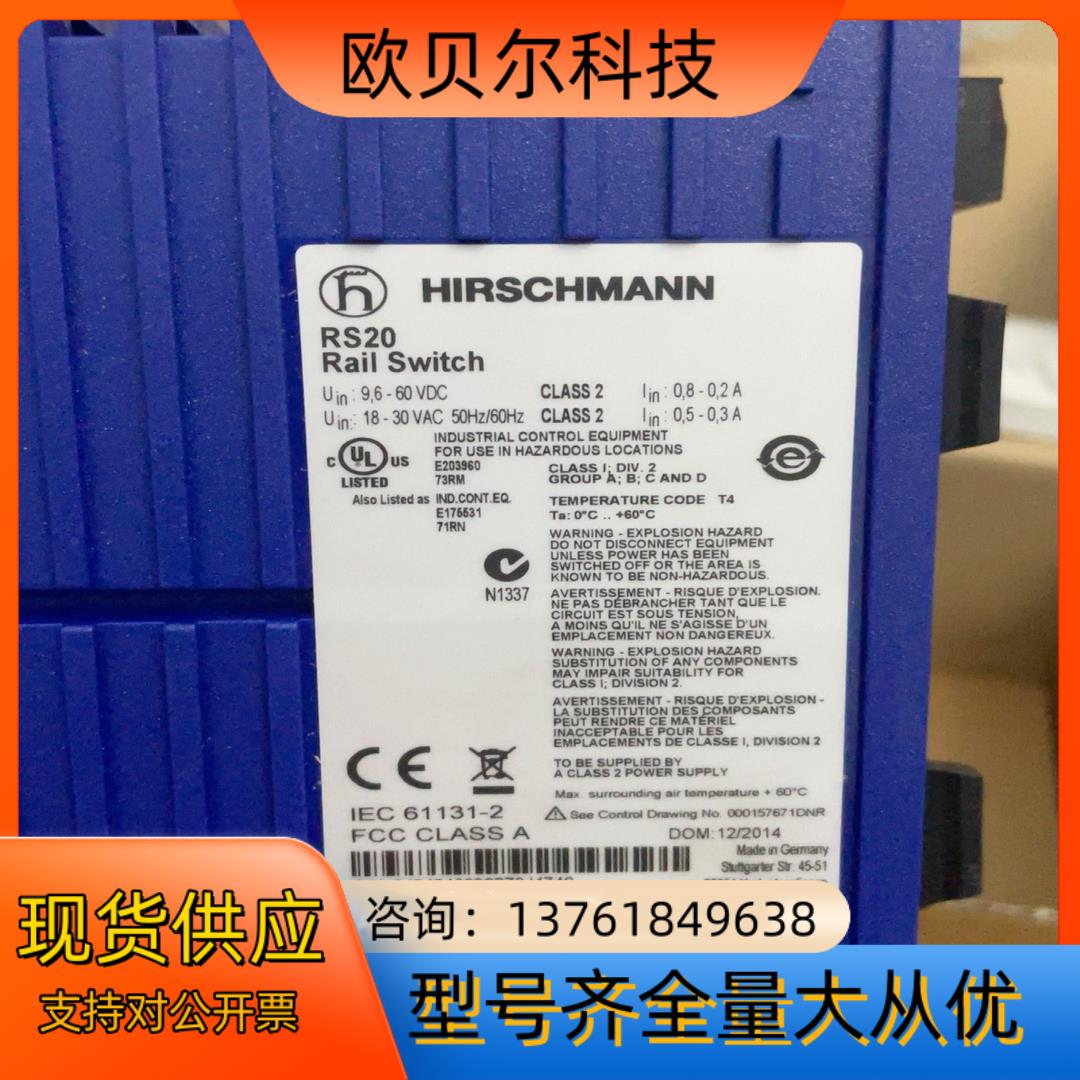 欧贝尔科技
HIRSCHMANN
RS20
Rail Switch
Uin: 9,6 - 60 VDC CLASS 2 Iin: 0,8 - 0,2 A
Uin: 18 - 30 VAC 50Hz/60Hz CLASS 2 Iin: 0,5 - 0,3 A
INDUSTRIAL CONTROL EQUIPMENT
FOR USE IN HAZARDOUS LOCATIONS
C UL US
LISTED
E203960
73RM
CLASS I; DIV. 2
GROUP A; B; C AND D
Also Listed as IND.CONT.EQ.
E175531
71RN
TEMPERATURE CODE T4
Ta: 0°C .. +60°C
N1337
WARNING - EXPLOSION HAZARD
DO NOT DISCONNECT EQUIPMENT
UNLESS POWER HAS BEEN
SWITCHED OFF OR THE AREA IS
KNOWN TO BE NON-HAZARDOUS.
AVERTISSEMENT - RISQUE D'EXPLOSION.
NE PAS DÉBRANCHER TANT QUE LE
CIRCUIT EST SOUS TENSION,
A MOINS QU'IL NE S'AGISSE D'UN
EMPLACEMENT NON DANGEREUX.
WARNING - EXPLOSION HAZARD
SUBSTITUTION OF ANY COMPONENTS
MAY IMPAIR SUITABILITY FOR
CLASS I; DIVISION 2.
AVERTISSEMENT - RISQUE D'EXPLOSION -
LA SUBSTITUTION DES COMPOSANTS
PEUT RENDRE CE MATÉRIEL
INACCEPTABLE POUR LES
EMPLACEMENTS DE CLASSE I, DIVISION 2
TO BE SUPPLIED BY
A CLASS 2 POWER SUPPLY
Max. surrounding air temperature + 60°C
See Control Drawing No. 000157671DNR
CE
IEC 61131-2
FCC CLASS A
DOM: 12/2014
Made in Germany
Stuttgarter Str. 45-51
咨询：13761849638
现货供应
支持对公开票
型号齐全量大从优